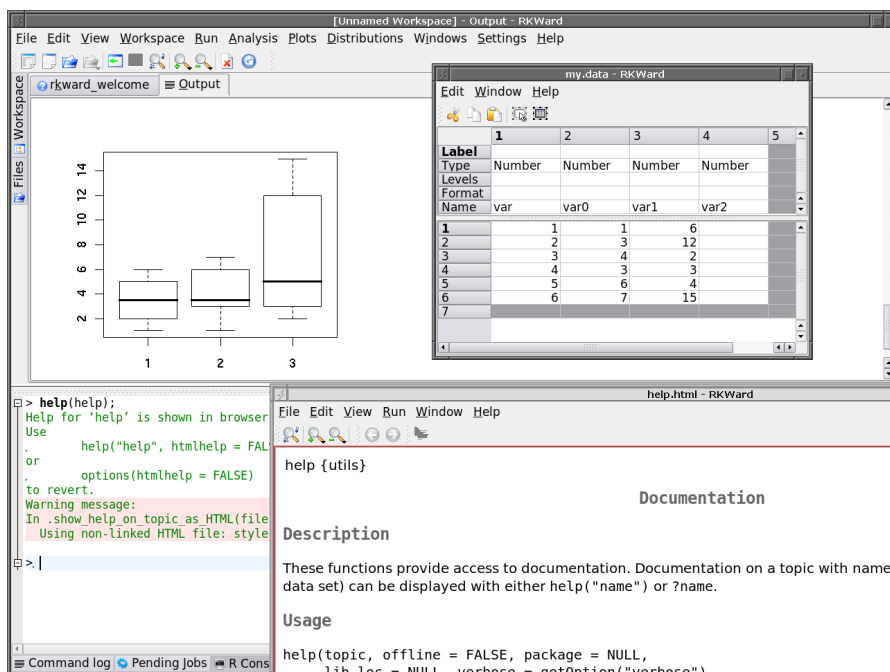 [Unnamed Workspace] - Output - RKWard
File Edit View Workspace Run Analysis Plots Distributions Windows Settings Help
Workspace
Files
rkward_welcome Output
14
12
10
8
6
4
2
1 2 3
my.data - RKWard
Edit Window Help
1 2 3 4 5
Label
Type Number Number Number Number
Levels
Format
Name var var0 var1 var2
1 1 1 6
2 2 3 12
3 3 4 2
4 4 3 3
5 5 6 4
6 6 7 15
7
> help(help);
Help for ‘help’ is shown in browser
Use
. help("help", htmlhelp = FAL
or
. options(htmlhelp = FALSE)
to revert.
Warning message:
In .show_help_on_topic_as_HTML(file
Using non-linked HTML file: style
>.
Command log Pending Jobs R Cons
help.html - RKWard
File Edit View Run Window Help
help {utils}
Documentation
Description
These functions provide access to documentation. Documentation on a topic with name
data set) can be displayed with either help("name") or ?name.
Usage
help(topic, offline = FALSE, package = NULL,
lib.loc = NULL, verbose = getOption("verbose"),